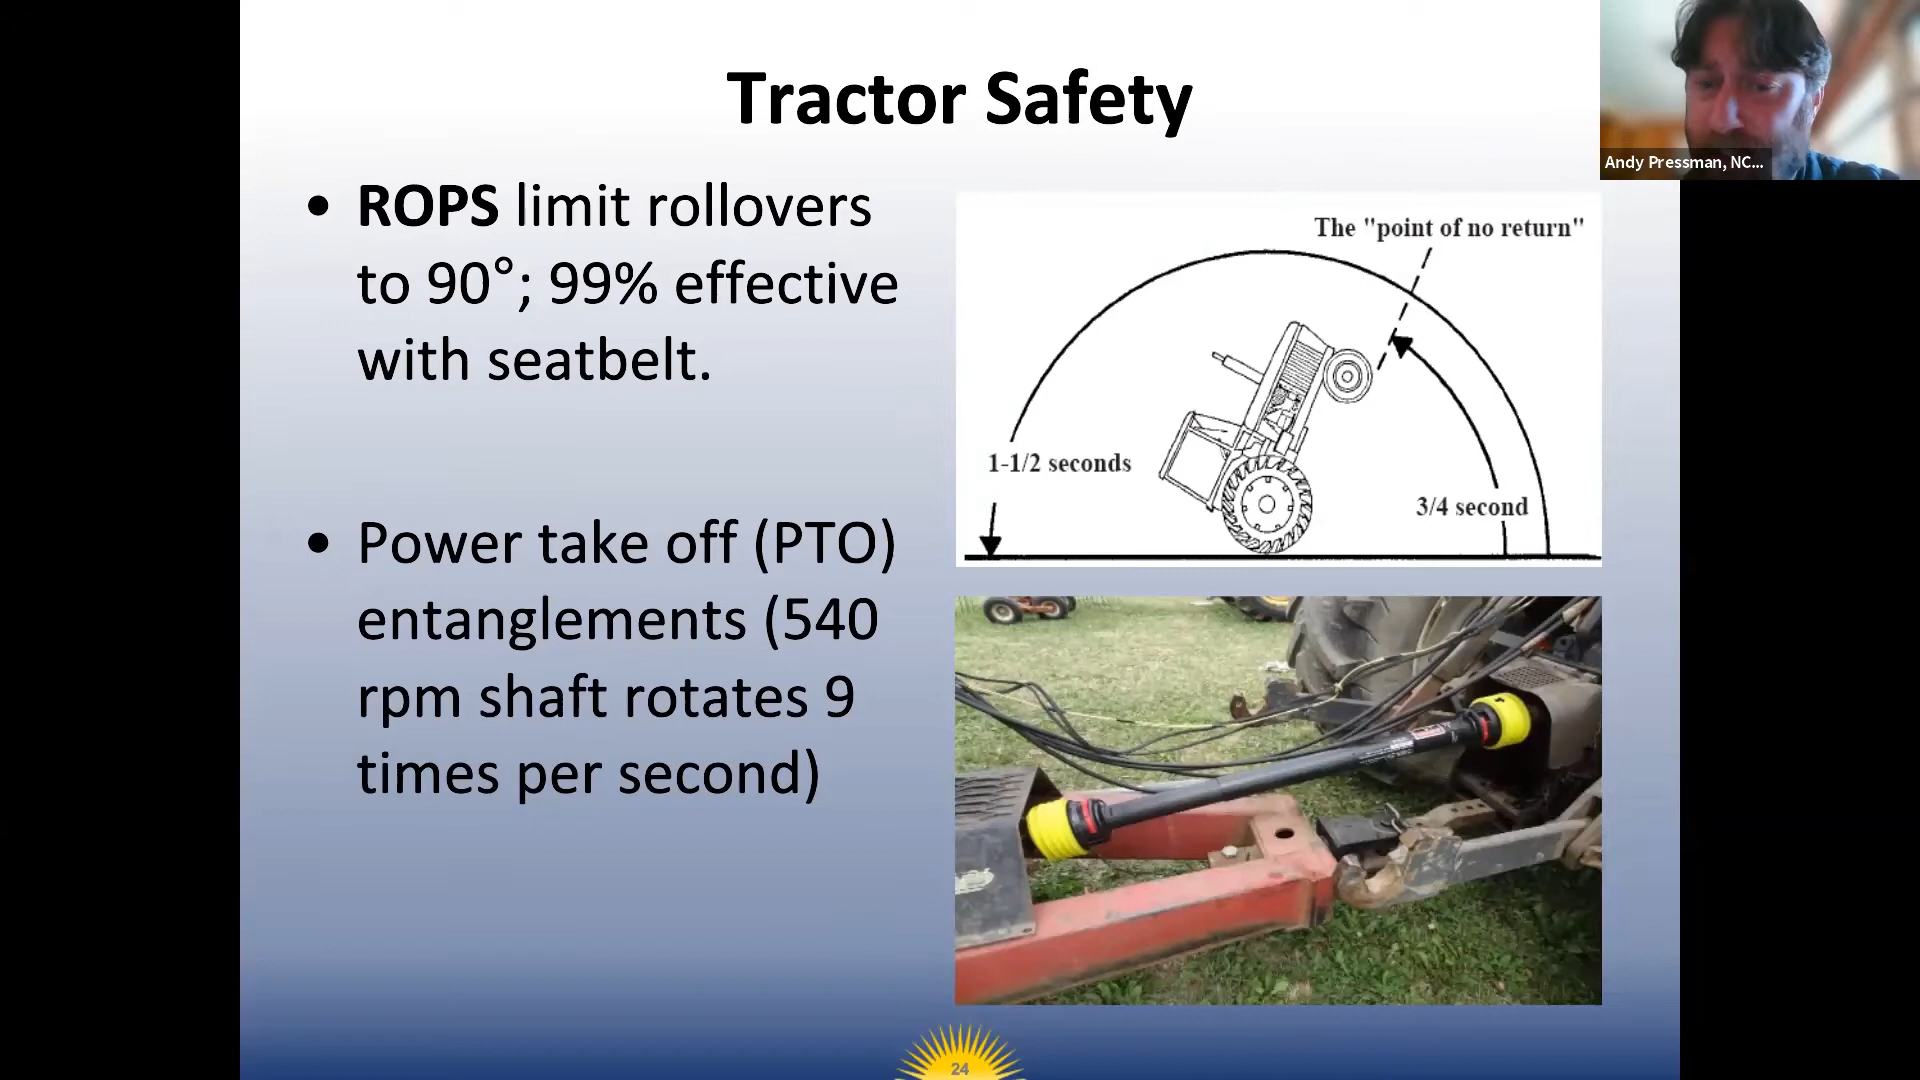 Tractor Safety
Andy Pressman, NC...
• ROPS limit rollovers
to 90°; 99% effective
with seatbelt.
• Power take off (PTO)
entanglements (540
rpm shaft rotates 9
times per second)
The "point of no return"
1-1/2 seconds
3/4 second
24